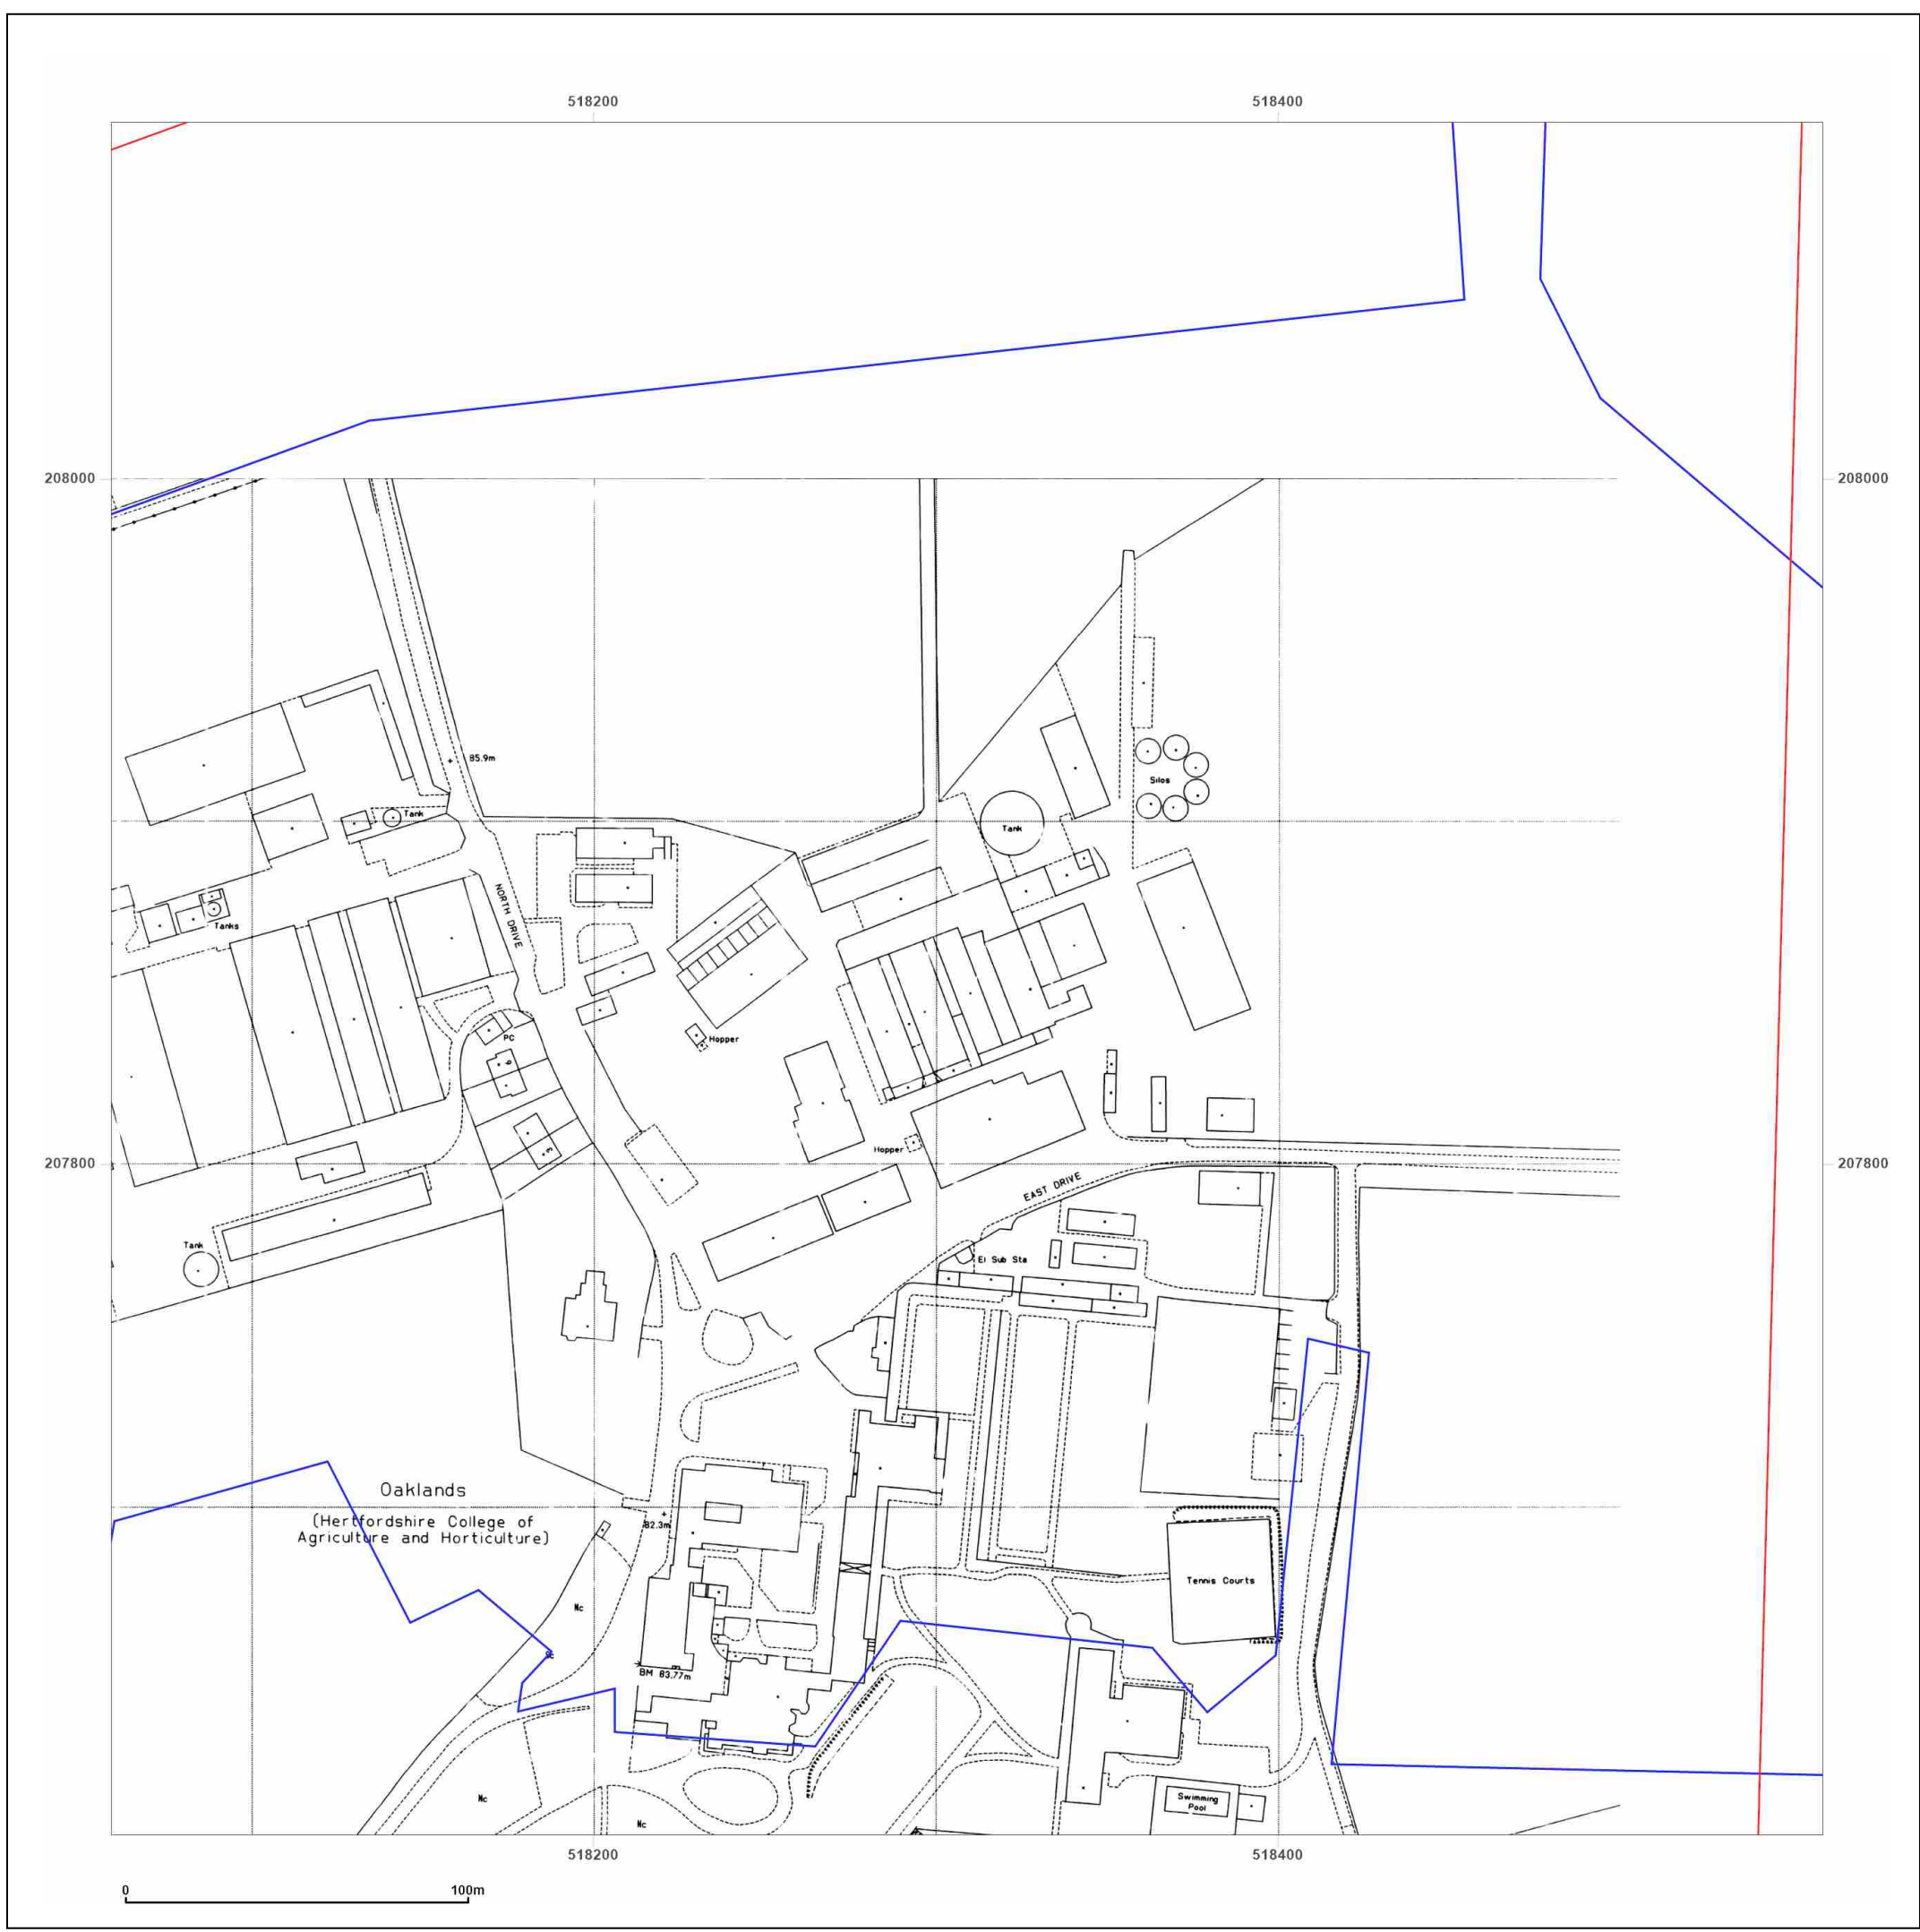 518200 518400
208000 208000
85.9m
Silos
Tank
Tank
NORTH DRIVE
Tanks
PC
9
Hopper
Hopper
3
207800 207800
EAST DRIVE
Tank
El Sub Sta
Oaklands
(Hertfordshire College of
Agriculture and Horticulture)
82.3m
Tennis Courts
Nc
BM 83.77m
Nc
Swimming
Pool
Nc
518200 518400
0 100m